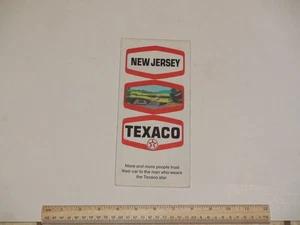 NEW JERSEY
TEXACO
More and more people trust
their car to the man who wears
the Texaco star